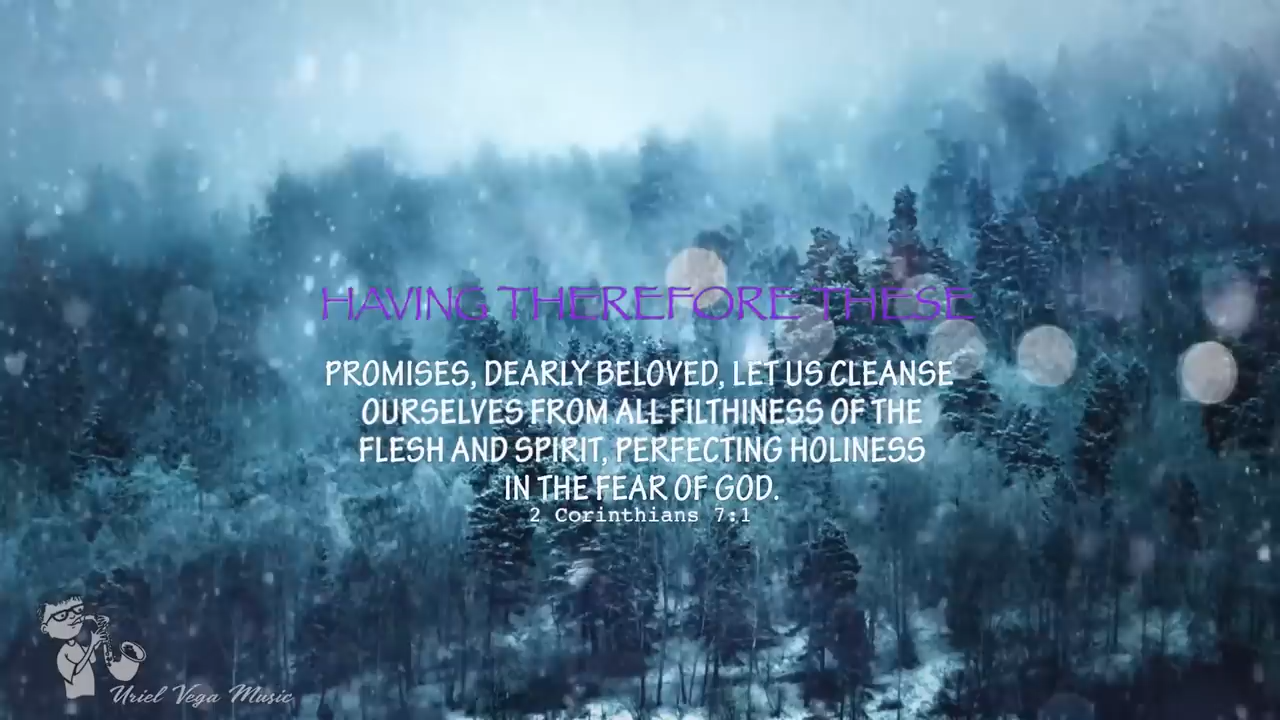 HAVING THEREFORE THESE
PROMISES, DEARLY BELOVED, LET US CLEANSE
OURSELVES FROM ALL FILTHINESS OF THE
FLESH AND SPIRIT, PERFECTING HOLINESS
IN THE FEAR OF GOD.
2 Corinthians 7:1
Uriel Vega Music